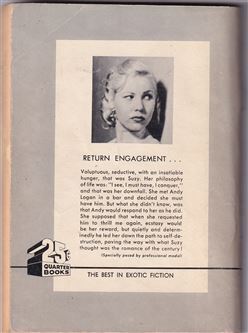 RETURN ENGAGEMENT . . .
Voluptuous, seductive, with an insatiable
hunger, that was Suzy. Her philosophy
of life was: "I see, I must have, I conquer,"
and that was her downfall. She met Andy
Logan in a bar and decided she must
have him. But what she didn't know, was
that Andy would respond to her as he did.
She supposed that when she requested
him to thrill me again, ecstasy would
be her reward, but quietly and determin-
edly he led her down the path to self-de-
struction, paving the way with what Suzy
thought was the romance of the century!
(Specially posed by professional model)
25¢
QUARTER
BOOKS
THE BEST IN EXOTIC FICTION